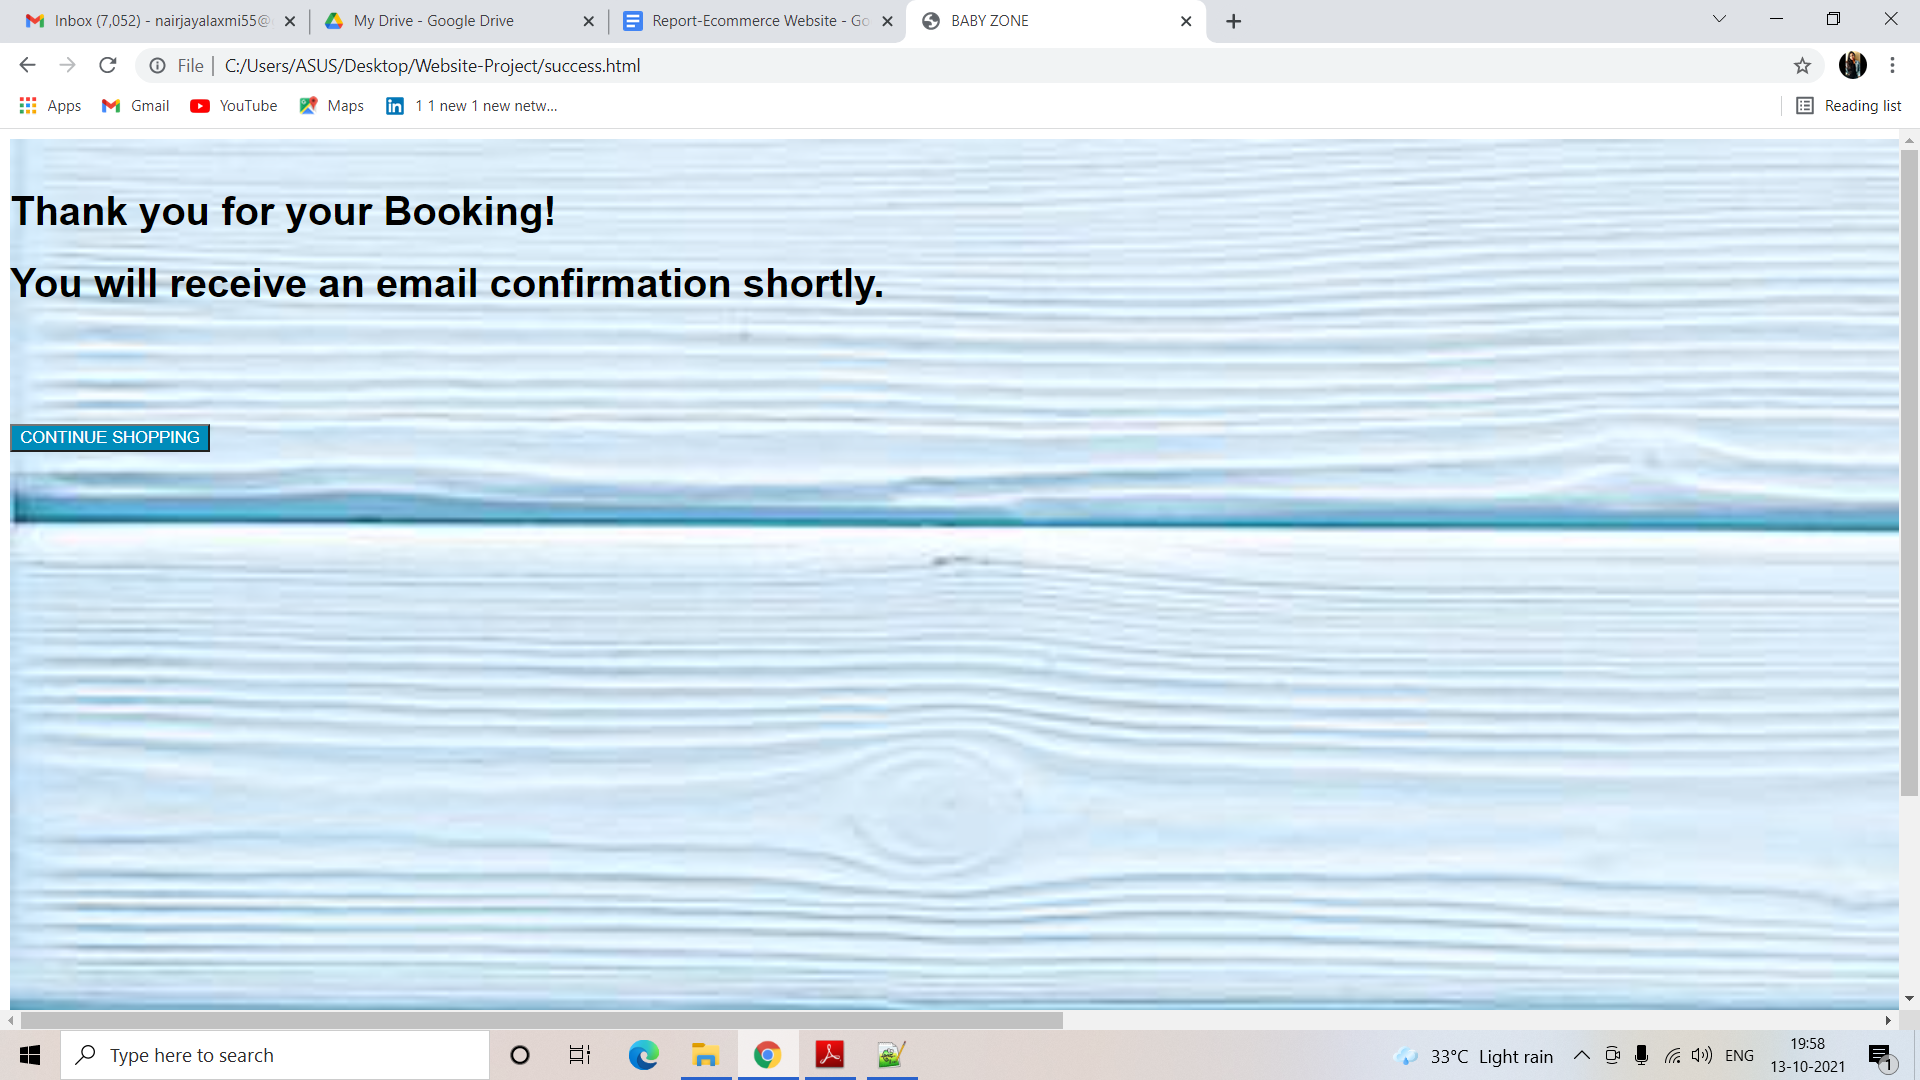 Inbox (7,052) - nairjayalaxmi55@
My Drive - Google Drive
Report-Ecommerce Website - Go
BABY ZONE
File
C:/Users/ASUS/Desktop/Website-Project/success.html
Apps
Gmail
YouTube
Maps
1 1 new 1 new netw...
Reading list
Thank you for your Booking!
You will receive an email confirmation shortly.
CONTINUE SHOPPING
Type here to search
33°C Light rain
ENG
19:58
13-10-2021
1